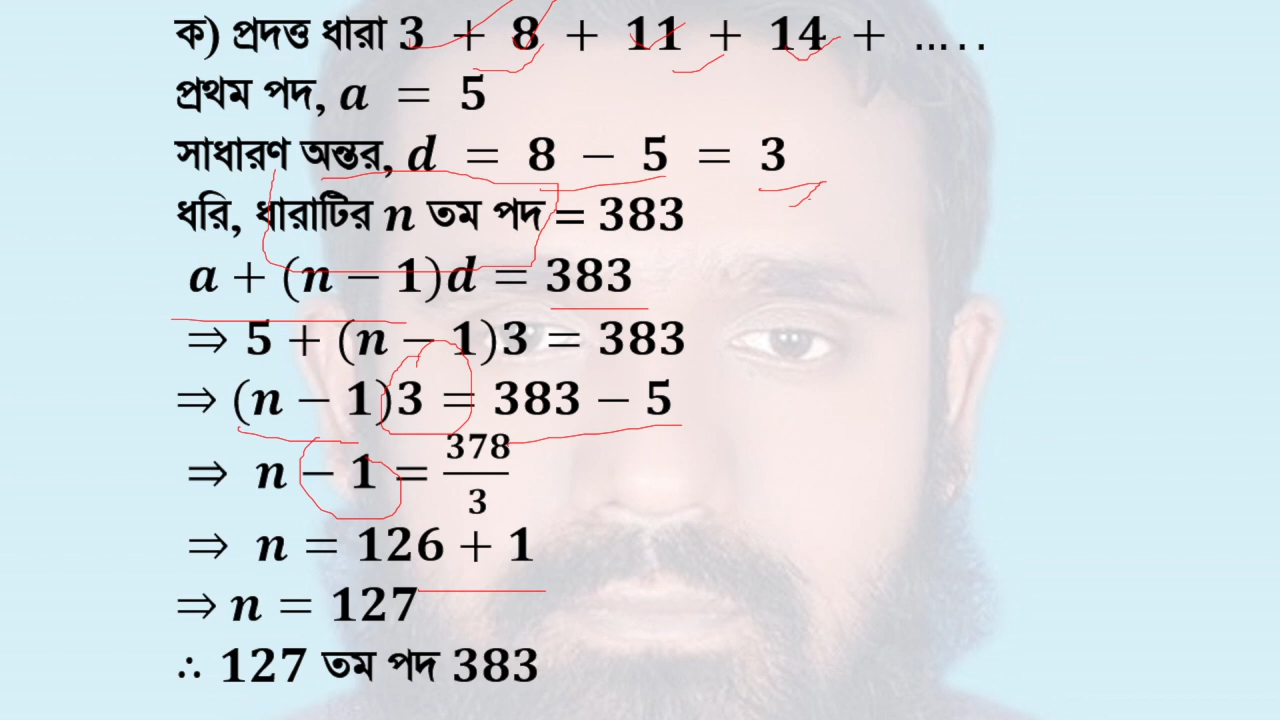 ক) প্রদত্ত ধারা 3 + 8 + 11 + 14 + …..
প্রথম পদ, a = 5
সাধারণ অন্তর, d = 8 − 5 = 3
ধরি, ধারাটির n তম পদ = 383
a + (n − 1)d = 383
⇒ 5 + (n − 1)3 = 383
⇒ (n − 1)3 = 383 − 5
⇒ n − 1 = 378/3
⇒ n = 126 + 1
⇒ n = 127
∴ 127 তম পদ 383